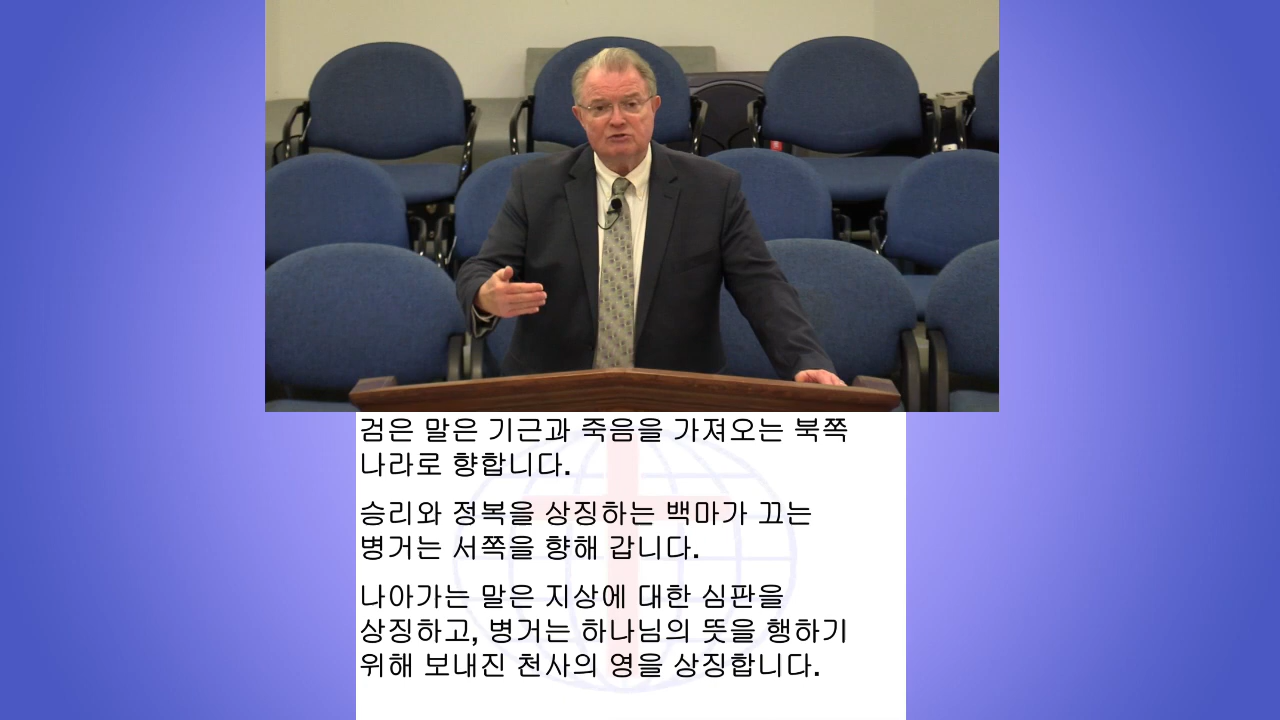 검은 말은 기근과 죽음을 가져오는 북쪽
나라로 향합니다.
승리와 정복을 상징하는 백마가 끄는
병거는 서쪽을 향해 갑니다.
나아가는 말은 지상에 대한 심판을
상징하고, 병거는 하나님의 뜻을 행하기
위해 보내진 천사의 영을 상징합니다.